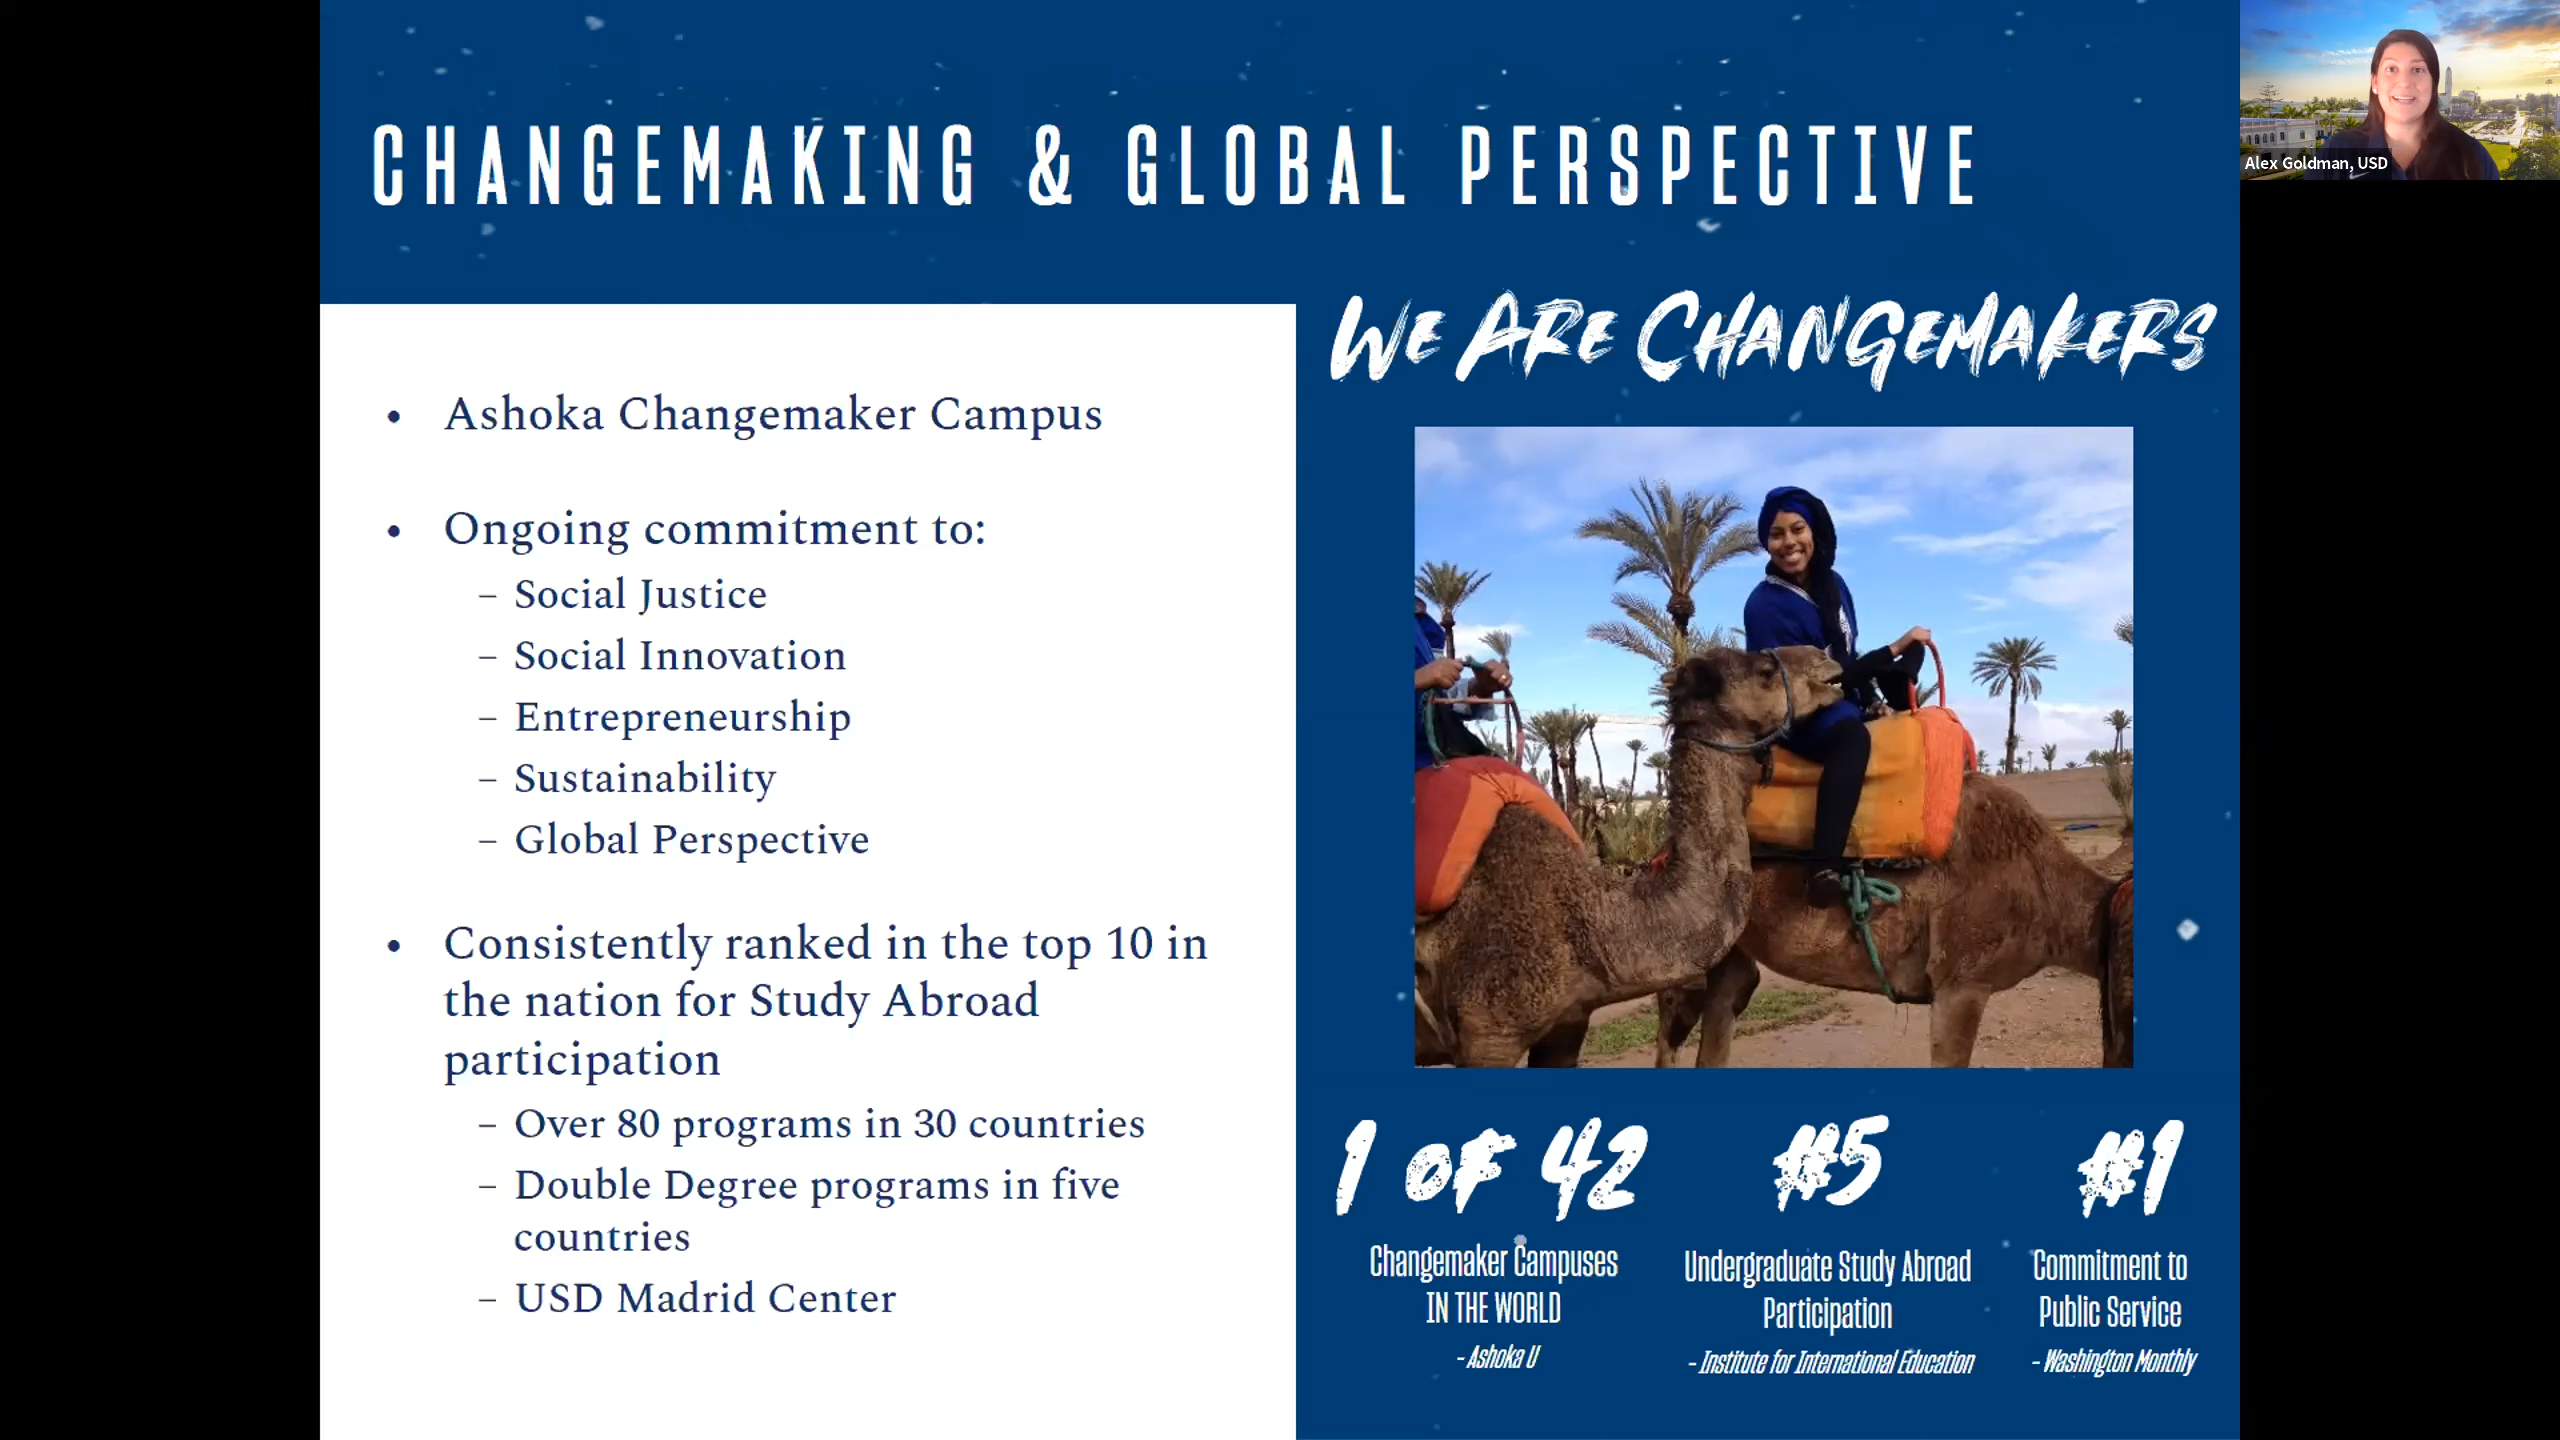 CHANGEMAKING & GLOBAL PERSPECTIVE
Alex Goldman, USD
• Ashoka Changemaker Campus
• Ongoing commitment to:
– Social Justice
– Social Innovation
– Entrepreneurship
– Sustainability
– Global Perspective
• Consistently ranked in the top 10 in
the nation for Study Abroad
participation
– Over 80 programs in 30 countries
– Double Degree programs in five
countries
– USD Madrid Center
WE ARE CHANGEMAKERS
1 OF 42
Changemaker Campuses
IN THE WORLD
- Ashoka U
#5
Undergraduate Study Abroad
Participation
- Institute for International Education
#1
Commitment to
Public Service
- Washington Monthly